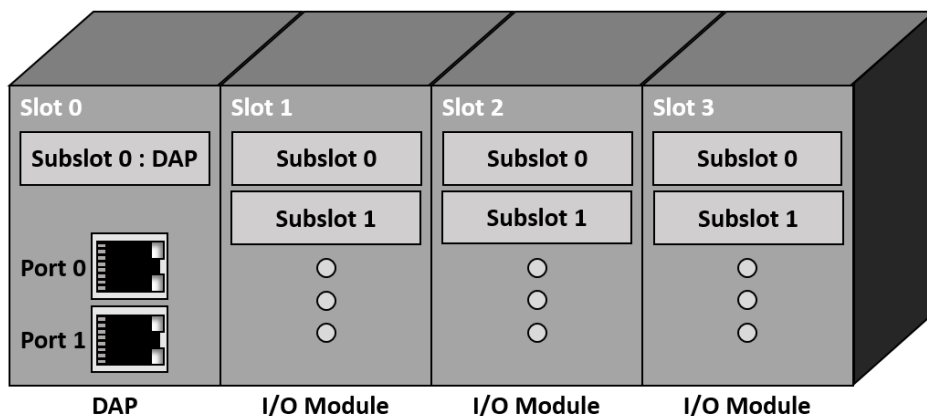 Slot 0
Subslot 0 : DAP
Port 0
Port 1
DAP
Slot 1
Subslot 0
Subslot 1
I/O Module
Slot 2
Subslot 0
Subslot 1
I/O Module
Slot 3
Subslot 0
Subslot 1
I/O Module